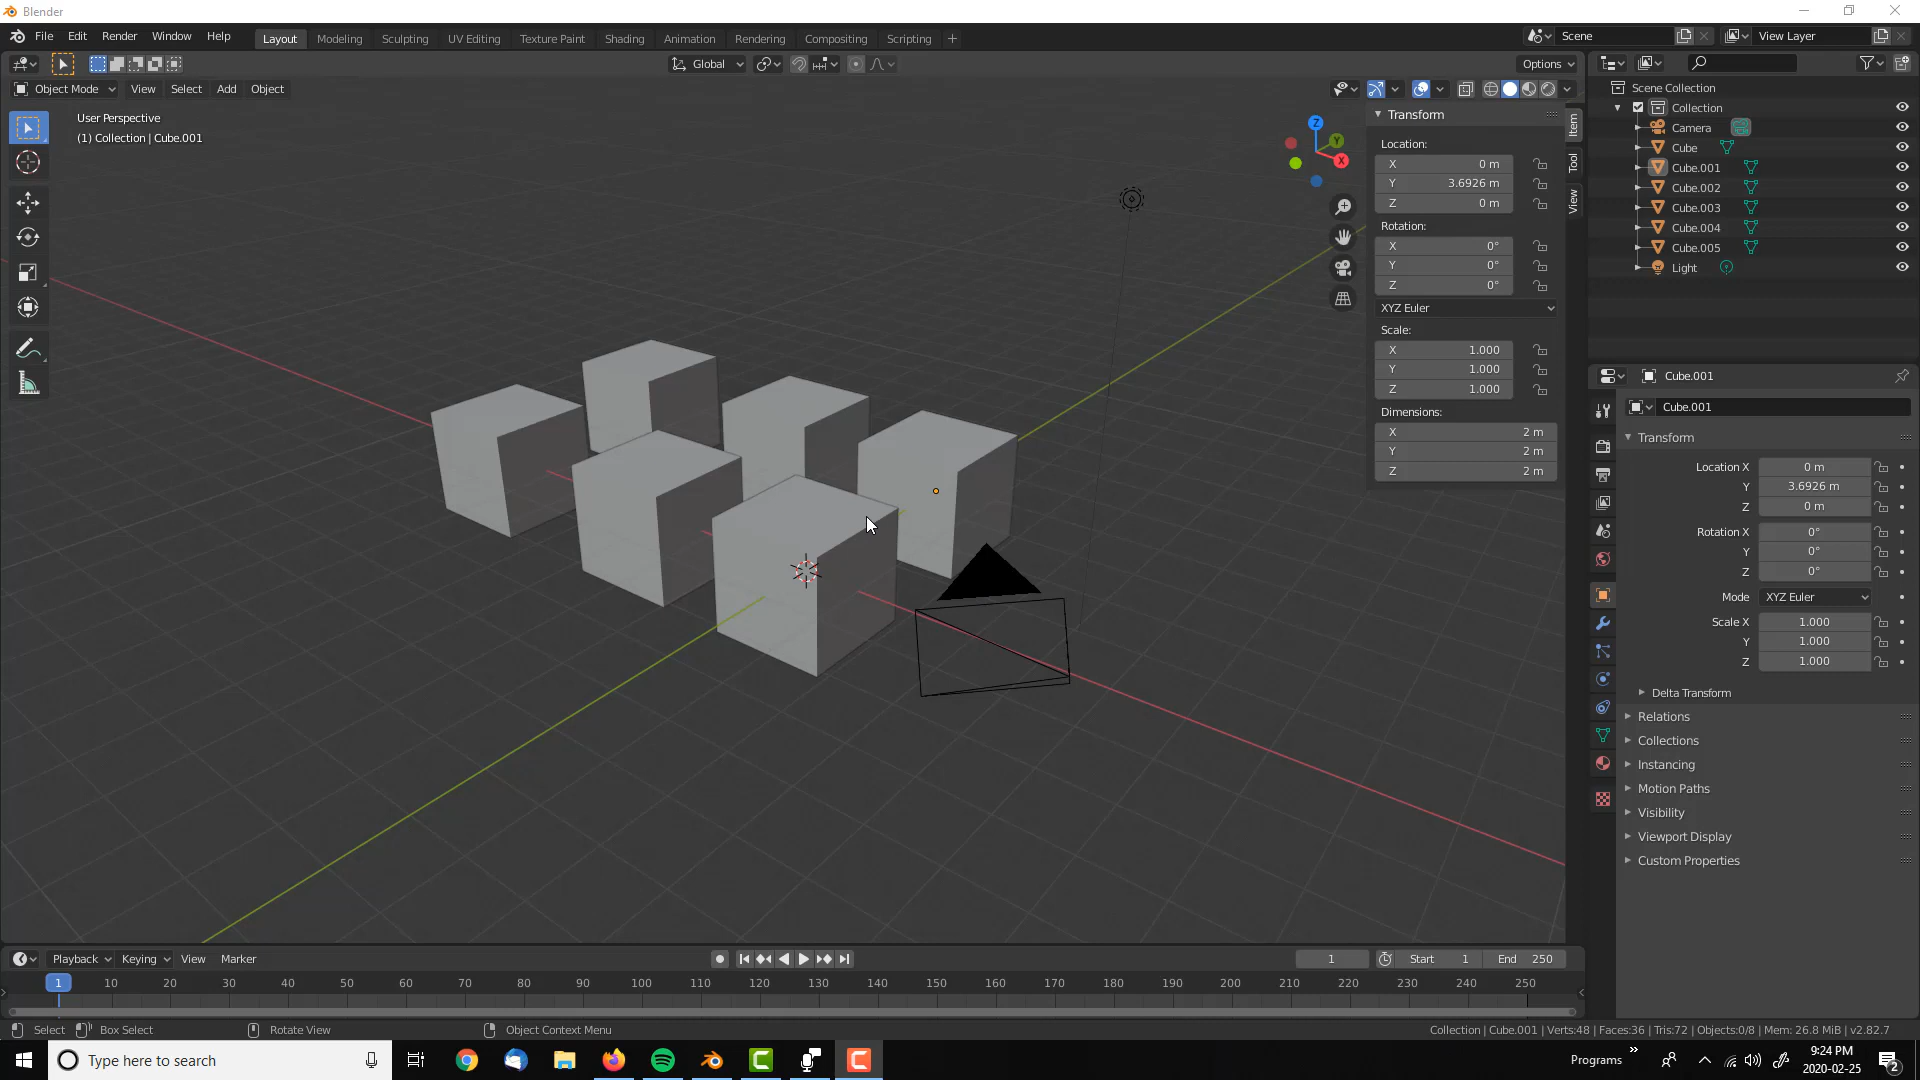 Blender
File Edit Render Window Help
Layout Modeling Sculpting UV Editing Texture Paint Shading Animation Rendering Compositing Scripting +
Scene
View Layer
Global
Options
Object Mode View Select Add Object
User Perspective
(1) Collection | Cube.001
Z
Y
X
Transform
Location:
X 0 m
Y 3.6926 m
Z 0 m
Rotation:
X 0°
Y 0°
Z 0°
XYZ Euler
Scale:
X 1.000
Y 1.000
Z 1.000
Dimensions:
X 2 m
Y 2 m
Z 2 m
Item
Tool
View
Scene Collection
Collection
Camera
Cube
Cube.001
Cube.002
Cube.003
Cube.004
Cube.005
Light
Cube.001
Cube.001
Transform
Location X 0 m
Y 3.6926 m
Z 0 m
Rotation X 0°
Y 0°
Z 0°
Mode XYZ Euler
Scale X 1.000
Y 1.000
Z 1.000
Delta Transform
Relations
Collections
Instancing
Motion Paths
Visibility
Viewport Display
Custom Properties
Playback Keying View Marker
1 Start 1 End 250
1 10 20 30 40 50 60 70 80 90 100 110 120 130 140 150 160 170 180 190 200 210 220 230 240 250
Select Box Select Rotate View Object Context Menu
Collection | Cube.001 | Verts:48 | Faces:36 | Tris:72 | Objects:0/8 | Mem: 26.8 MiB | v2.82.7
Type here to search
Programs »
9:24 PM
2020-02-25
2